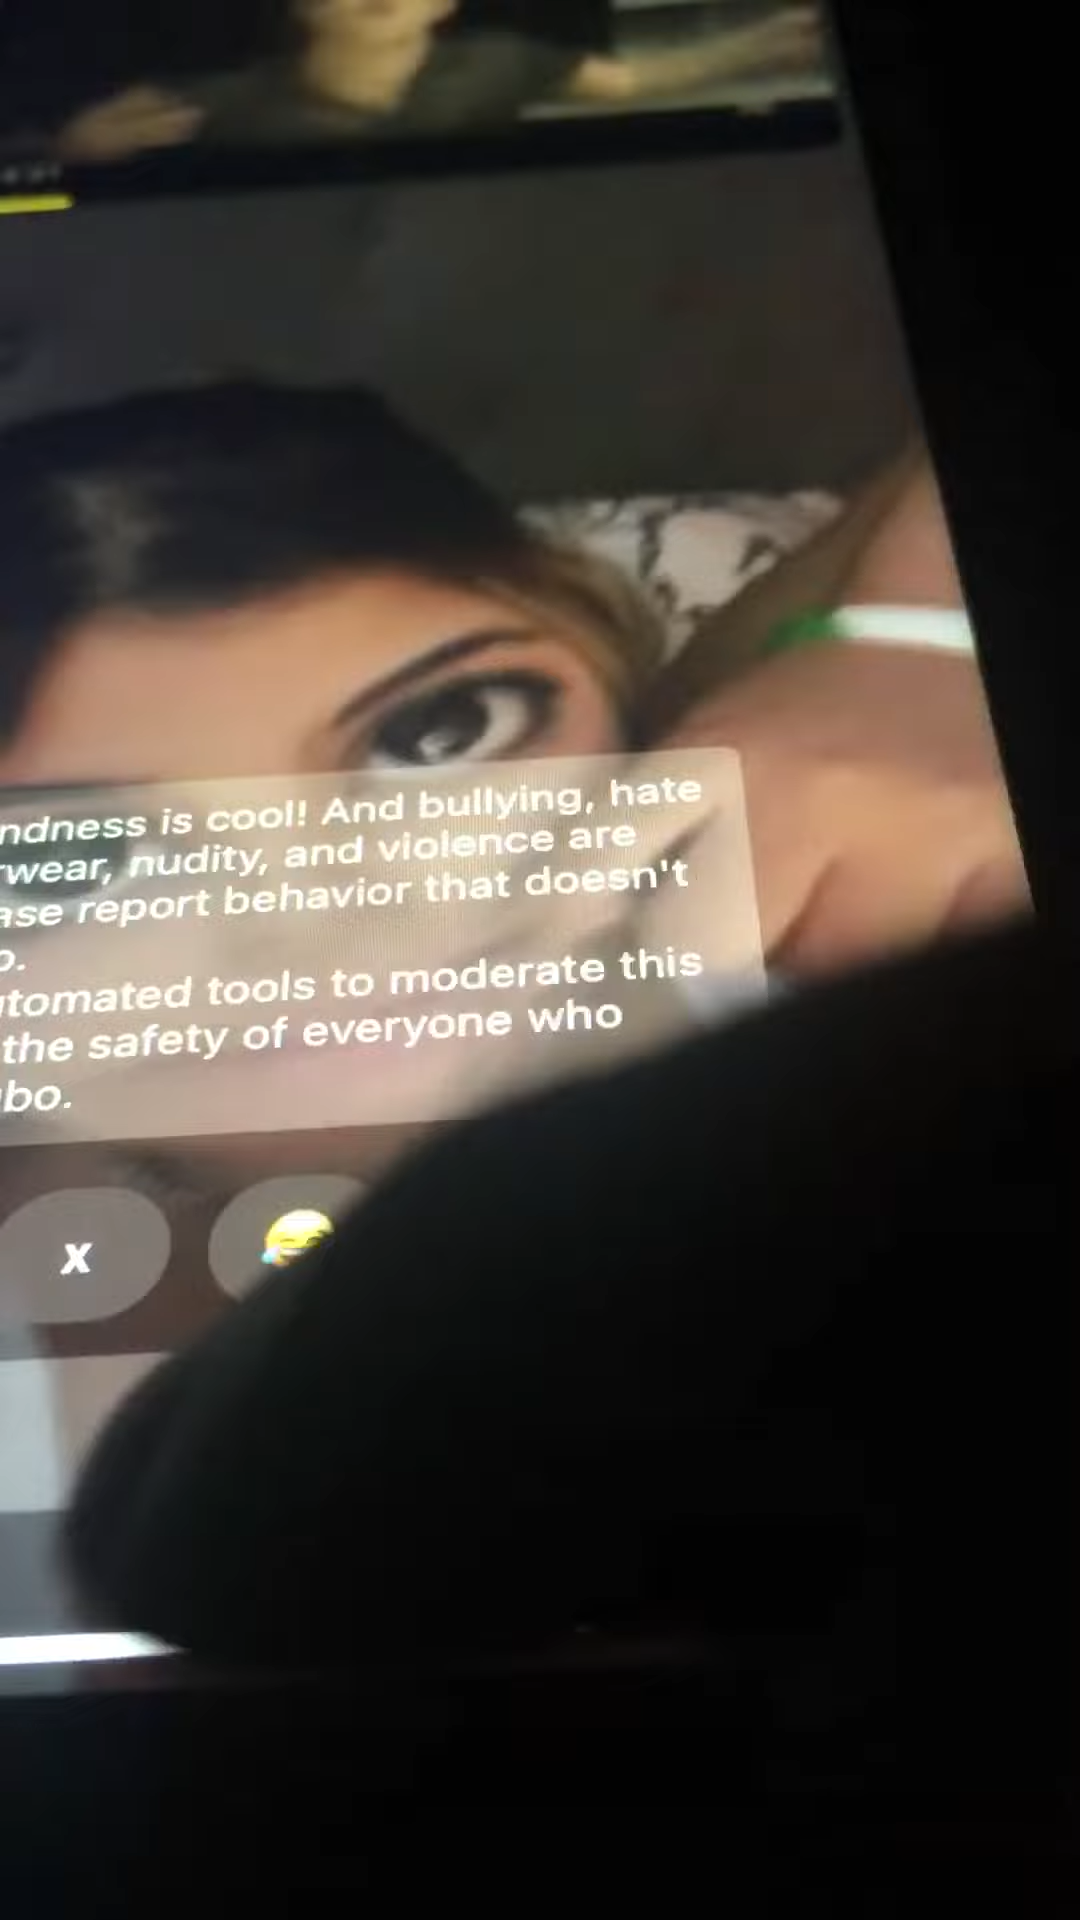 ndness is cool! And bullying, hate
rwear, nudity, and violence are
ase report behavior that doesn't
o.
utomated tools to moderate this
the safety of everyone who
bo.
x